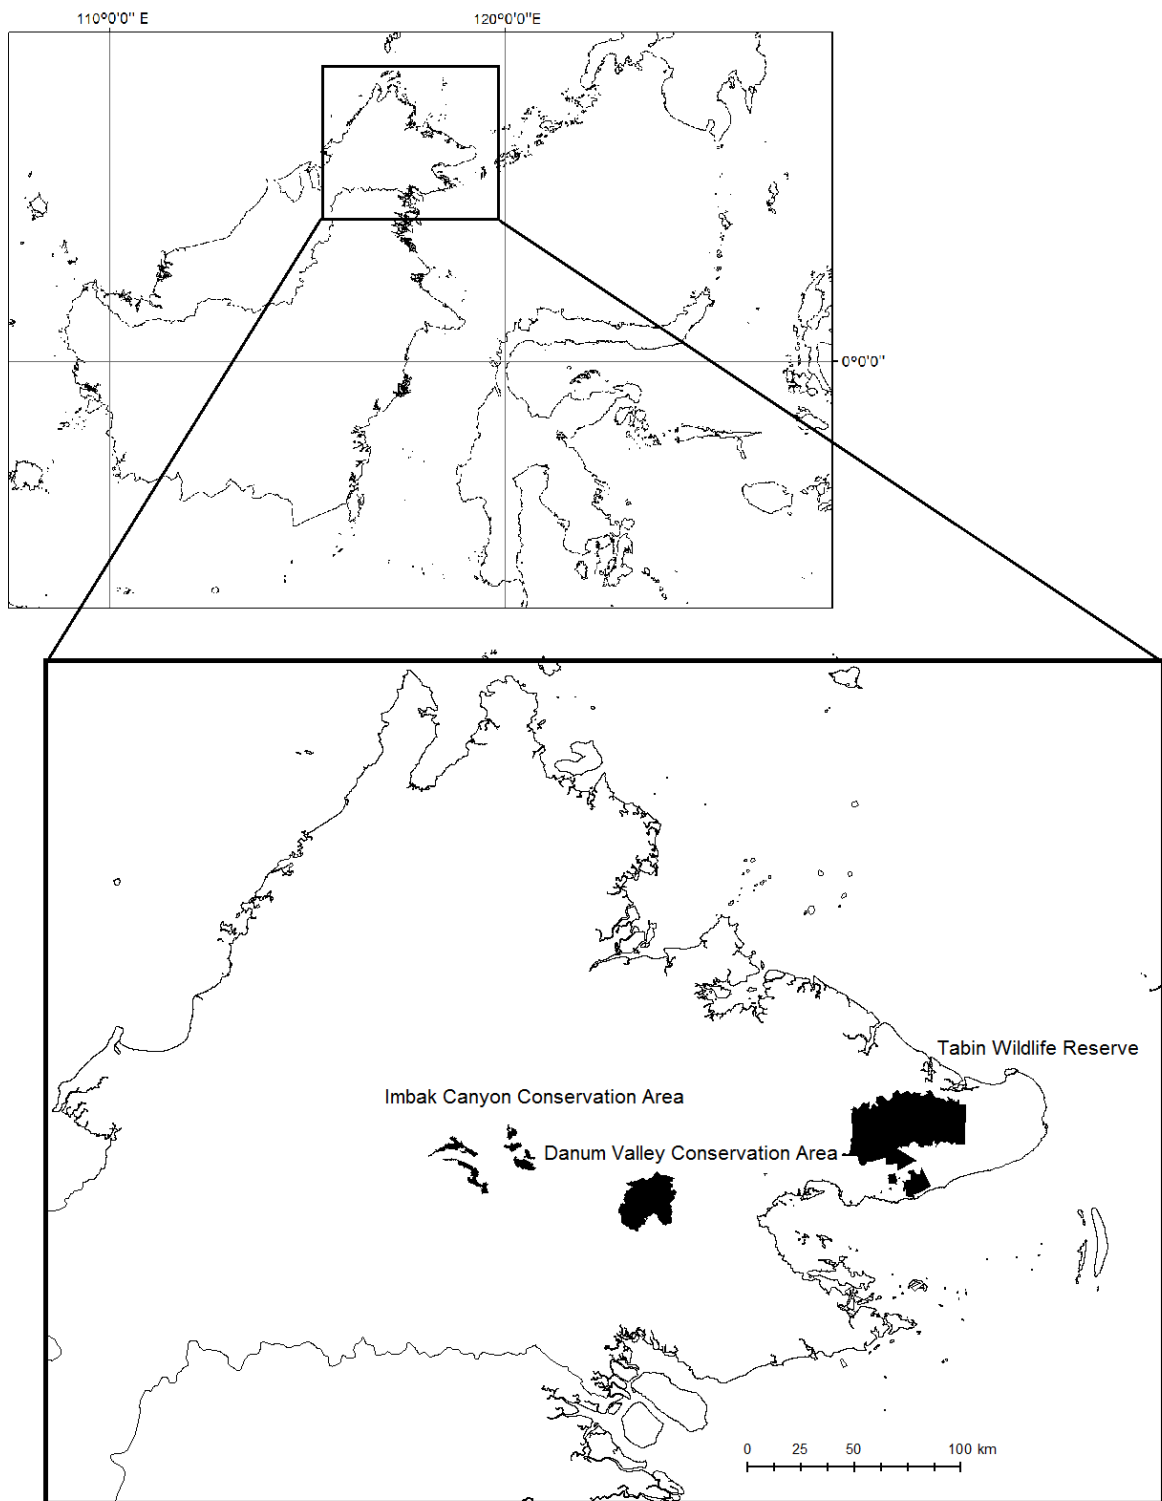 110°0'0" E
120°0'0"E
0°0'0"
Tabin Wildlife Reserve
Imbak Canyon Conservation Area
Danum Valley Conservation Area
0 25 50 100 km